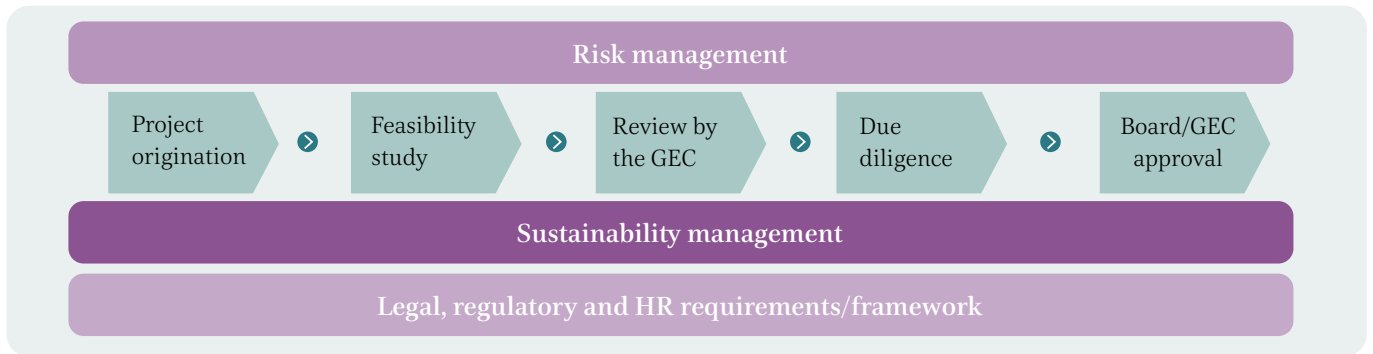 Risk management
Project
origination
Feasibility
study
Review by
the GEC
Due
diligence
Board/GEC
approval
Sustainability management
Legal, regulatory and HR requirements/framework